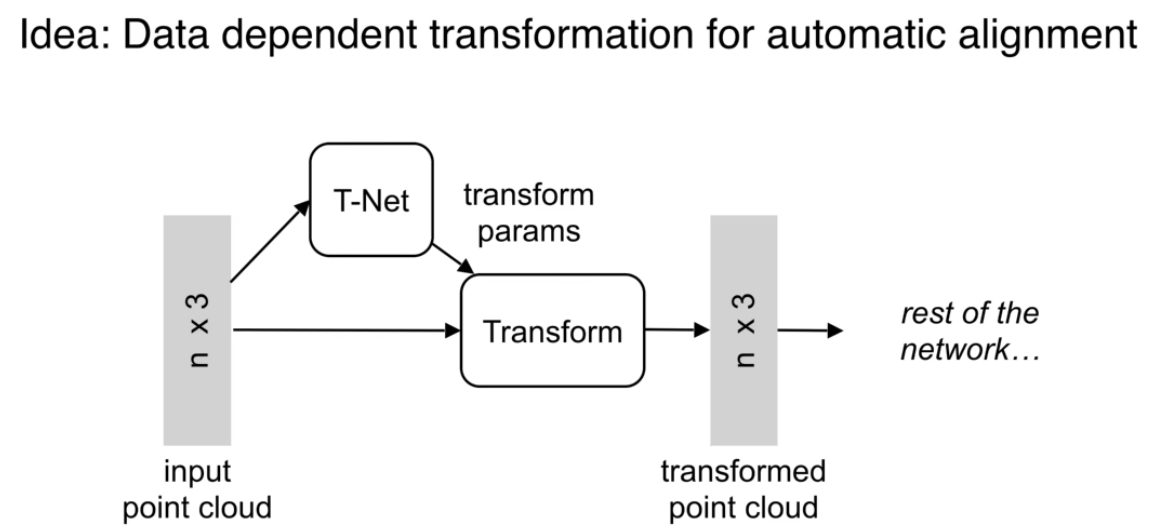 Idea: Data dependent transformation for automatic alignment
T-Net
transform
params
n x 3
Transform
n x 3
rest of the
network…
input
point cloud
transformed
point cloud